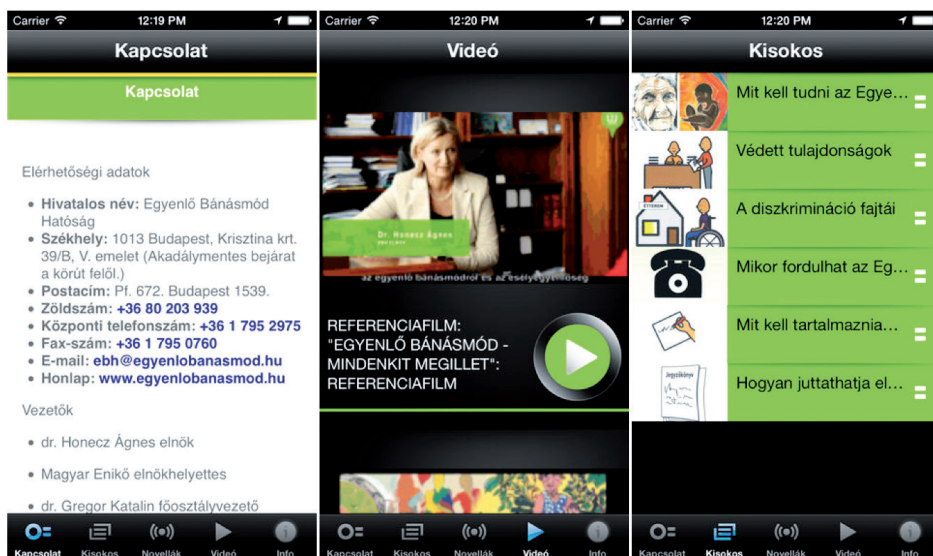 Carrier 12:19 PM
Kapcsolat
Kapcsolat
Elérhetőségi adatok
• Hivatalos név: Egyenlő Bánásmód
Hatóság
• Székhely: 1013 Budapest, Krisztina krt.
39/B, V. emelet (Akadálymentes bejárat
a körút felől.)
• Postacím: Pf. 672. Budapest 1539.
• Zöldszám: +36 80 203 939
• Központi telefonszám: +36 1 795 2975
• Fax-szám: +36 1 795 0760
• E-mail: ebh@egyenlobanasmod.hu
• Honlap: www.egyenlobanasmod.hu
Vezetők
• dr. Honecz Ágnes elnök
• Magyar Enikő elnökhelyettes
• dr. Gregor Katalin főosztályvezető
Kapcsolat Kisokos Novellák Videó Info
Carrier 12:20 PM
Videó
Dr. Honecz Ágnes
az egyenlő bánásmódról és az esélyegyenlőség
REFERENCIAFILM:
"EGYENLŐ BÁNÁSMÓD -
MINDENKIT MEGILLET":
REFERENCIAFILM
Kapcsolat Kisokos Novellák Videó Info
Carrier 12:20 PM
Kisokos
Mit kell tudni az Egye...
Védett tulajdonságok
ÉTTEREM
A diszkrimináció fajtái
Mikor fordulhat az Eg...
Mit kell tartalmaznia...
Jegyzőkönyv
Hogyan juttathatja el...
Kapcsolat Kisokos Novellák Videó Info